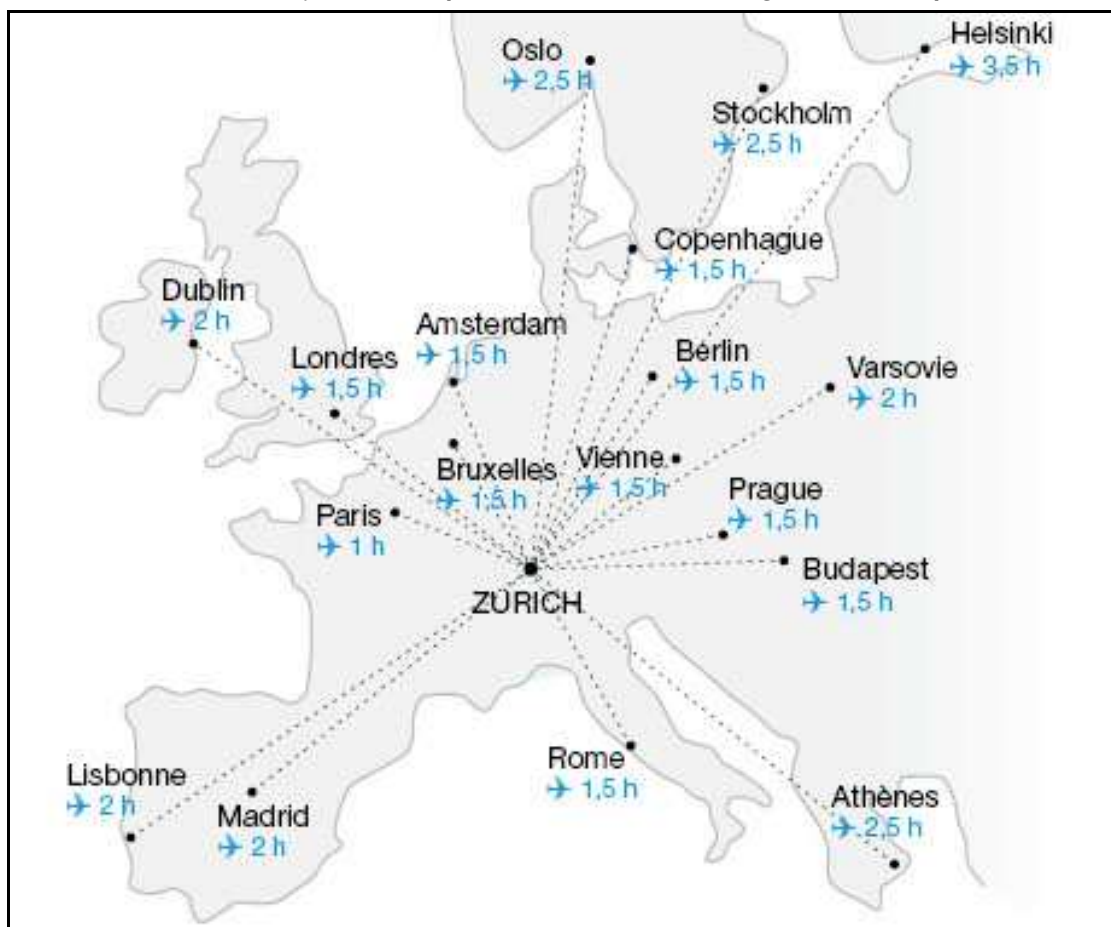 Oslo
2,5 h
Helsinki
3,5 h
Stockholm
2,5 h
Copenhague
1,5 h
Dublin
2 h
Amsterdam
1,5 h
Londres
1,5 h
Berlin
1,5 h
Varsovie
2 h
Bruxelles
1,5 h
Vienne
1,5 h
Prague
1,5 h
Paris
1 h
Budapest
1,5 h
ZÜRICH
Rome
1,5 h
Lisbonne
2 h
Madrid
2 h
Athènes
2,5 h